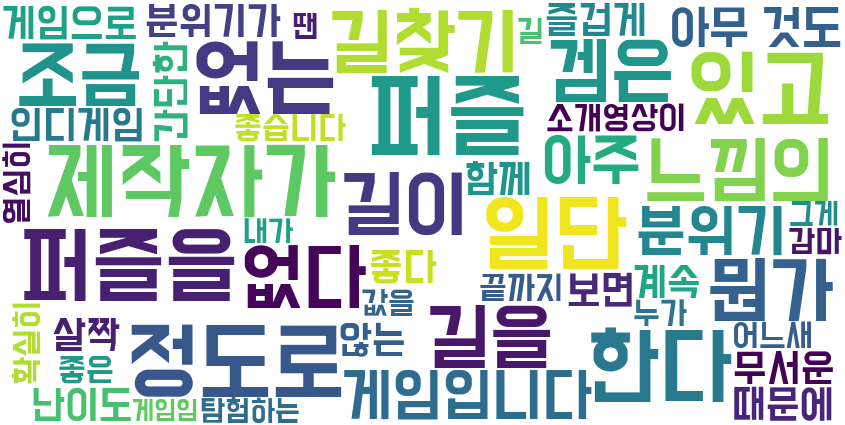 게임으로 분위기가 땐 길찾기 길 즐겁게 아무 것도
조금 간단한 없는 퍼즐 겜은 있고
인디게임 좋습니다 소개영상이
열심히 제작자가 길이 함께 아주 느낌의
퍼즐을 내가 없다 좋다 일단 분위기 그게 감마
확실히 살짝 값을 끝까지 보면 계속 뭔가
좋은 정도로 않는 길을 누가 어느새
난이도 게임임 탐험하는 게임입니다 한다 무서운 때문에